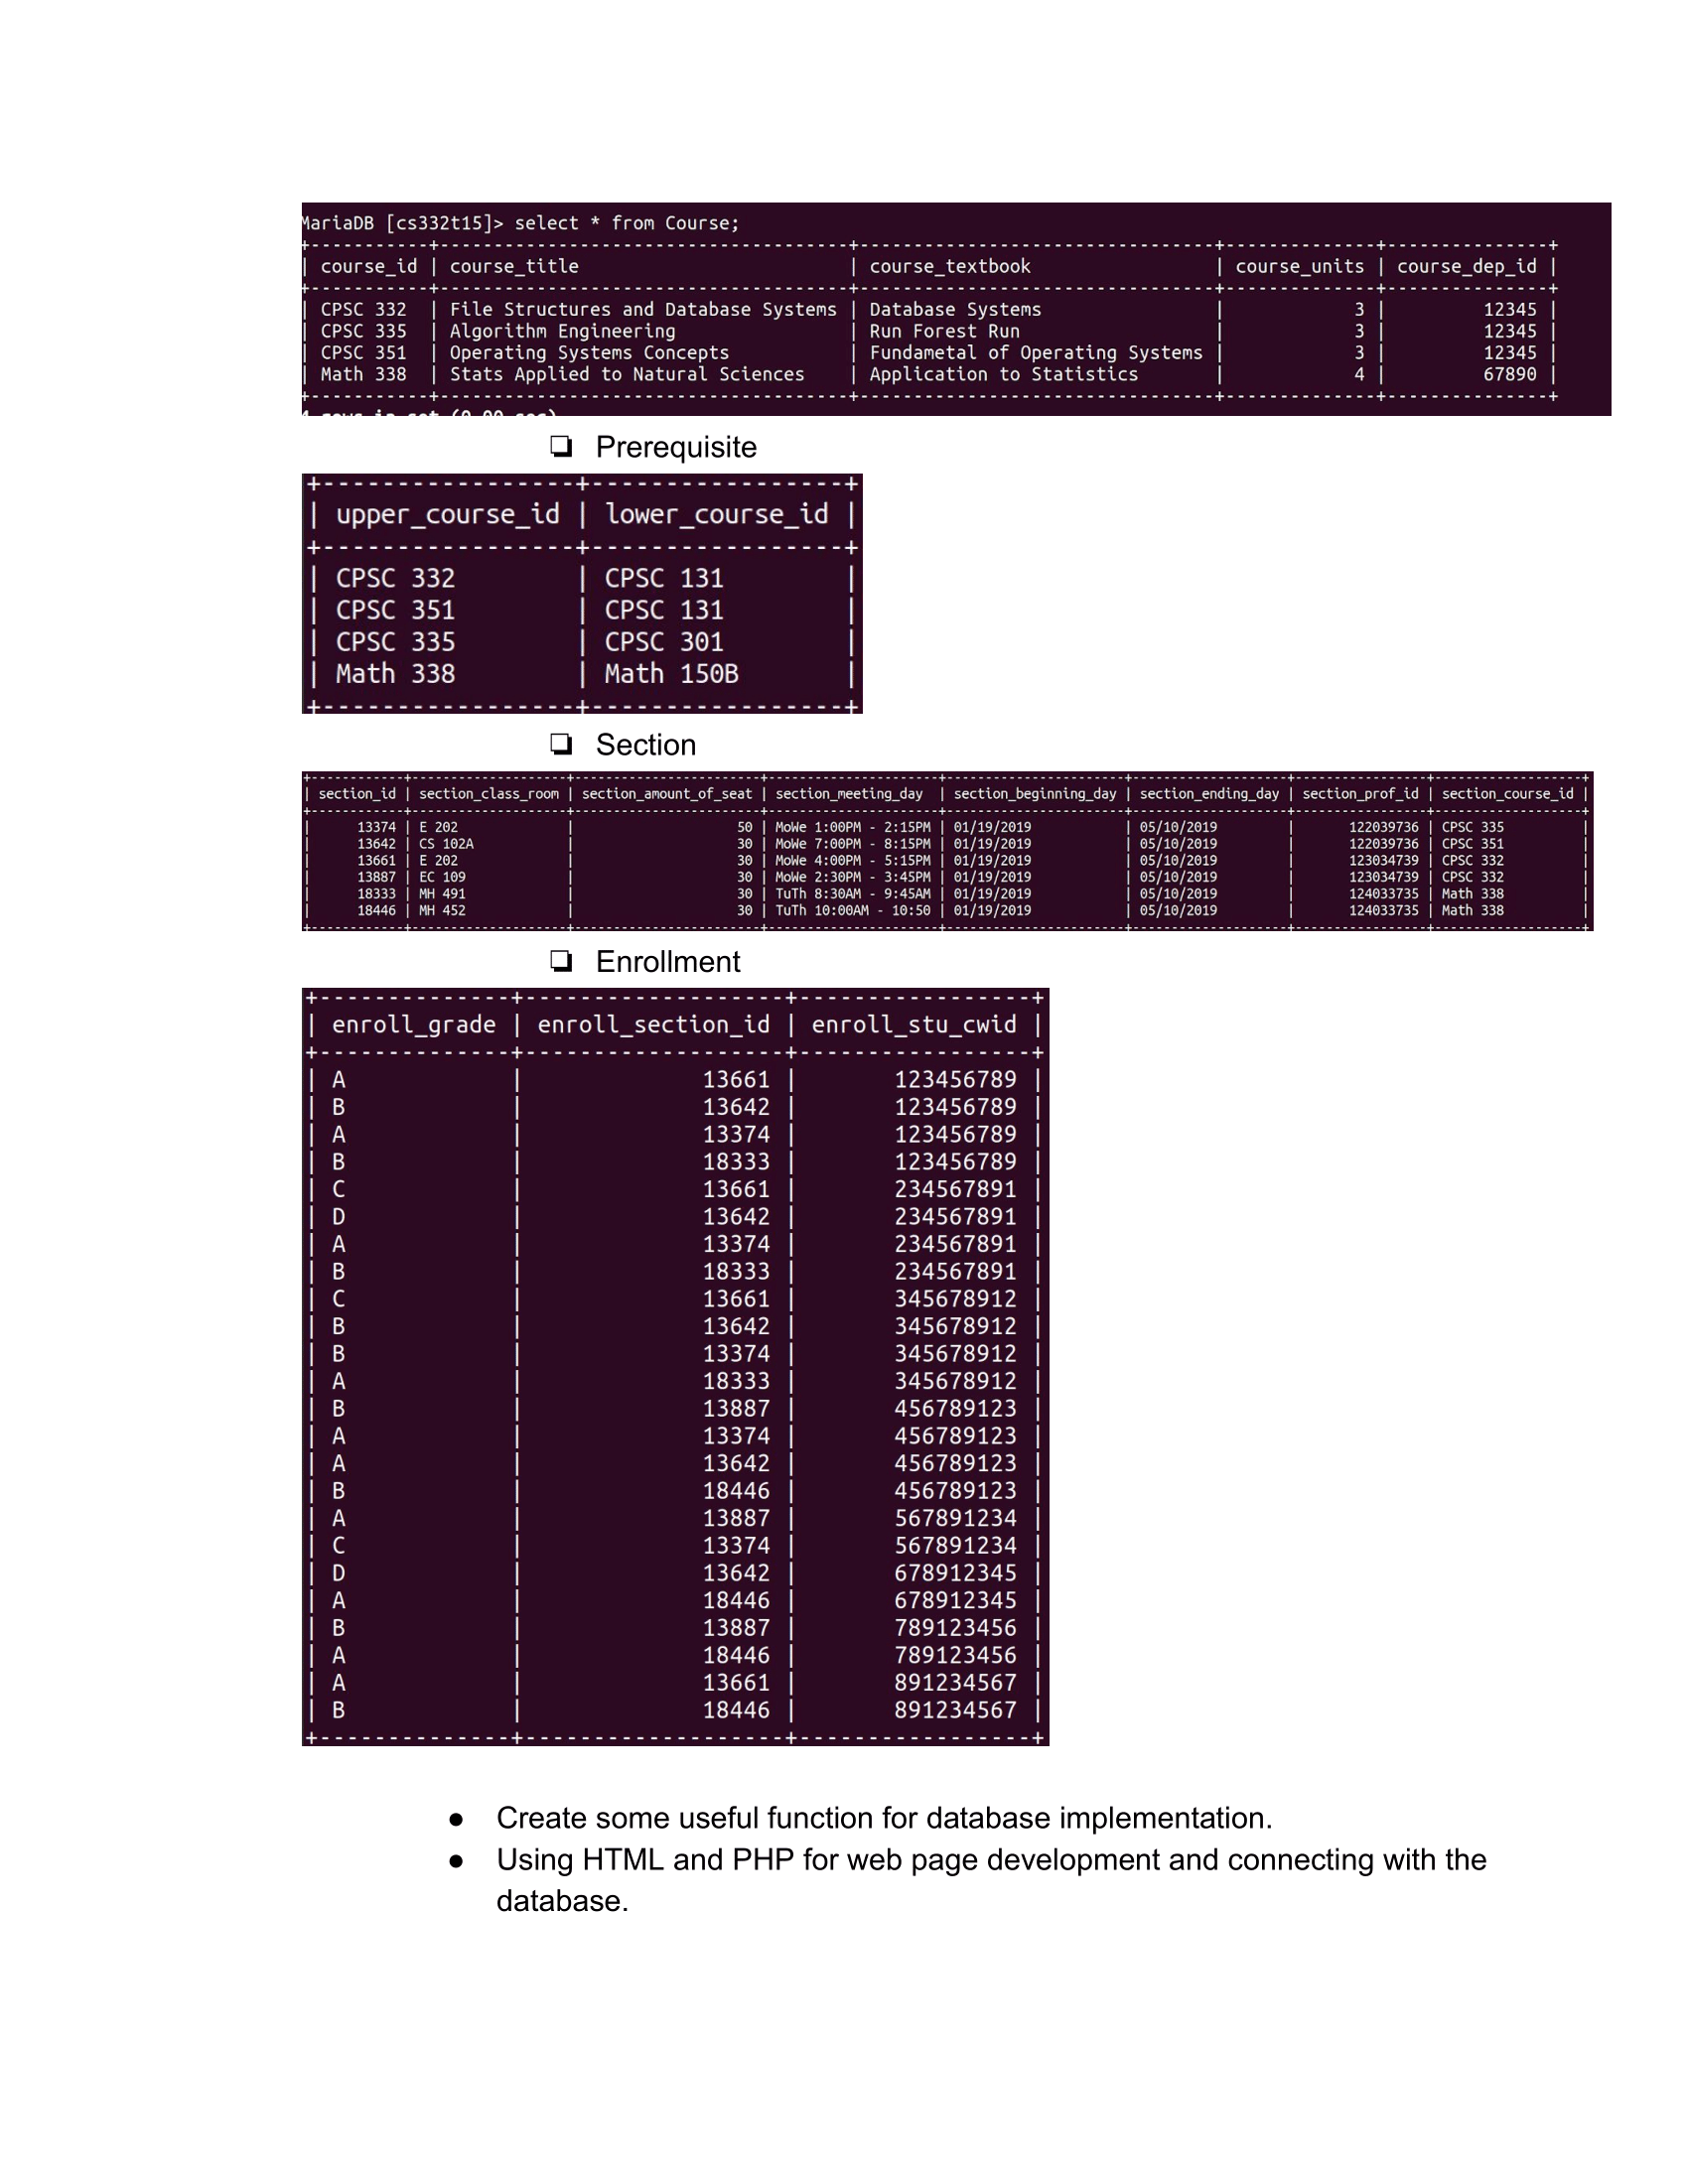 MariaDB [cs332t15]> select * from Course;
+-----------+--------------------------------------+---------------------------------+--------------+---------------+
| course_id | course_title | course_textbook | course_units | course_dep_id |
| CPSC 332 | File Structures and Database Systems | Database Systems | 3 | 12345 |
| CPSC 335 | Algorithm Engineering | Run Forest Run | 3 | 12345 |
| CPSC 351 | Operating Systems Concepts | Fundametal of Operating Systems | 3 | 12345 |
| Math 338 | Stats Applied to Natural Sciences | Application to Statistics | 4 | 67890 |
4 rows in set (0.00 sec)
❏ Prerequisite
| upper_course_id | lower_course_id |
| CPSC 332 | CPSC 131 |
| CPSC 351 | CPSC 131 |
| CPSC 335 | CPSC 301 |
| Math 338 | Math 150B |
❏ Section
| section_id | section_class_room | section_amount_of_seat | section_meeting_day | section_beginning_day | section_ending_day | section_prof_id | section_course_id |
| 13374 | E 202 | 50 | MoWe 1:00PM - 2:15PM | 01/19/2019 | 05/10/2019 | 122039736 | CPSC 335 |
| 13642 | CS 102A | 30 | MoWe 7:00PM - 8:15PM | 01/19/2019 | 05/10/2019 | 122039736 | CPSC 351 |
| 13661 | E 202 | 30 | MoWe 4:00PM - 5:15PM | 01/19/2019 | 05/10/2019 | 123034739 | CPSC 332 |
| 13887 | EC 109 | 30 | MoWe 2:30PM - 3:45PM | 01/19/2019 | 05/10/2019 | 123034739 | CPSC 332 |
| 18333 | MH 491 | 30 | TuTh 8:30AM - 9:45AM | 01/19/2019 | 05/10/2019 | 124033735 | Math 338 |
| 18446 | MH 452 | 30 | TuTh 10:00AM - 10:50 | 01/19/2019 | 05/10/2019 | 124033735 | Math 338 |
❏ Enrollment
| enroll_grade | enroll_section_id | enroll_stu_cwid |
| A | 13661 | 123456789 |
| B | 13642 | 123456789 |
| A | 13374 | 123456789 |
| B | 18333 | 123456789 |
| C | 13661 | 234567891 |
| D | 13642 | 234567891 |
| A | 13374 | 234567891 |
| B | 18333 | 234567891 |
| C | 13661 | 345678912 |
| B | 13642 | 345678912 |
| B | 13374 | 345678912 |
| A | 18333 | 345678912 |
| B | 13887 | 456789123 |
| A | 13374 | 456789123 |
| A | 13642 | 456789123 |
| B | 18446 | 456789123 |
| A | 13887 | 567891234 |
| C | 13374 | 567891234 |
| D | 13642 | 678912345 |
| A | 18446 | 678912345 |
| B | 13887 | 789123456 |
| A | 18446 | 789123456 |
| A | 13661 | 891234567 |
| B | 18446 | 891234567 |
● Create some useful function for database implementation.
● Using HTML and PHP for web page development and connecting with the
database.